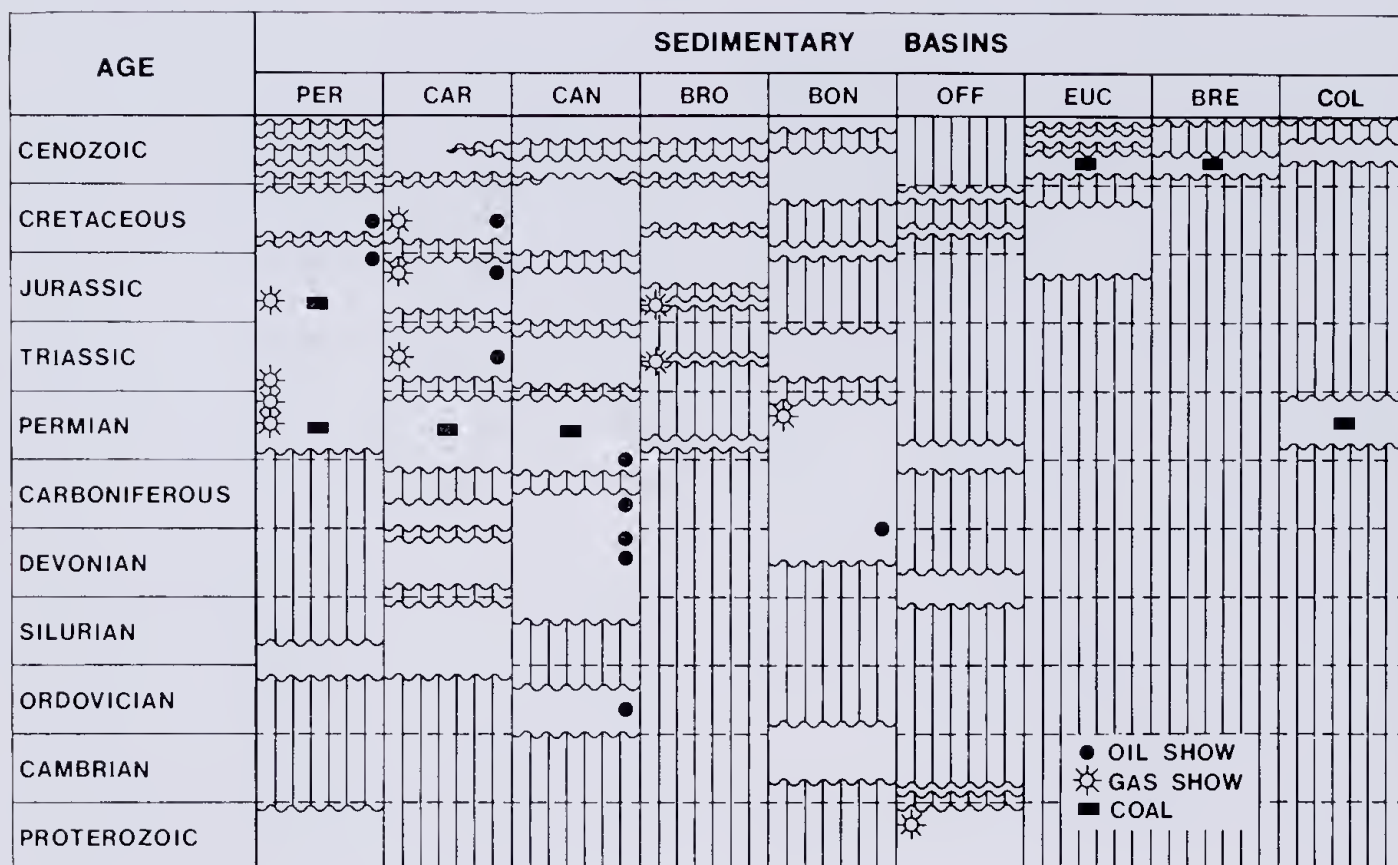 AGE
SEDIMENTARY BASINS
PER CAR CAN BRO BON OFF EUC BRE COL
CENOZOIC
CRETACEOUS
JURASSIC
TRIASSIC
PERMIAN
CARBONIFEROUS
DEVONIAN
SILURIAN
ORDOVICIAN
CAMBRIAN
PROTEROZOIC
OIL SHOW
GAS SHOW
COAL